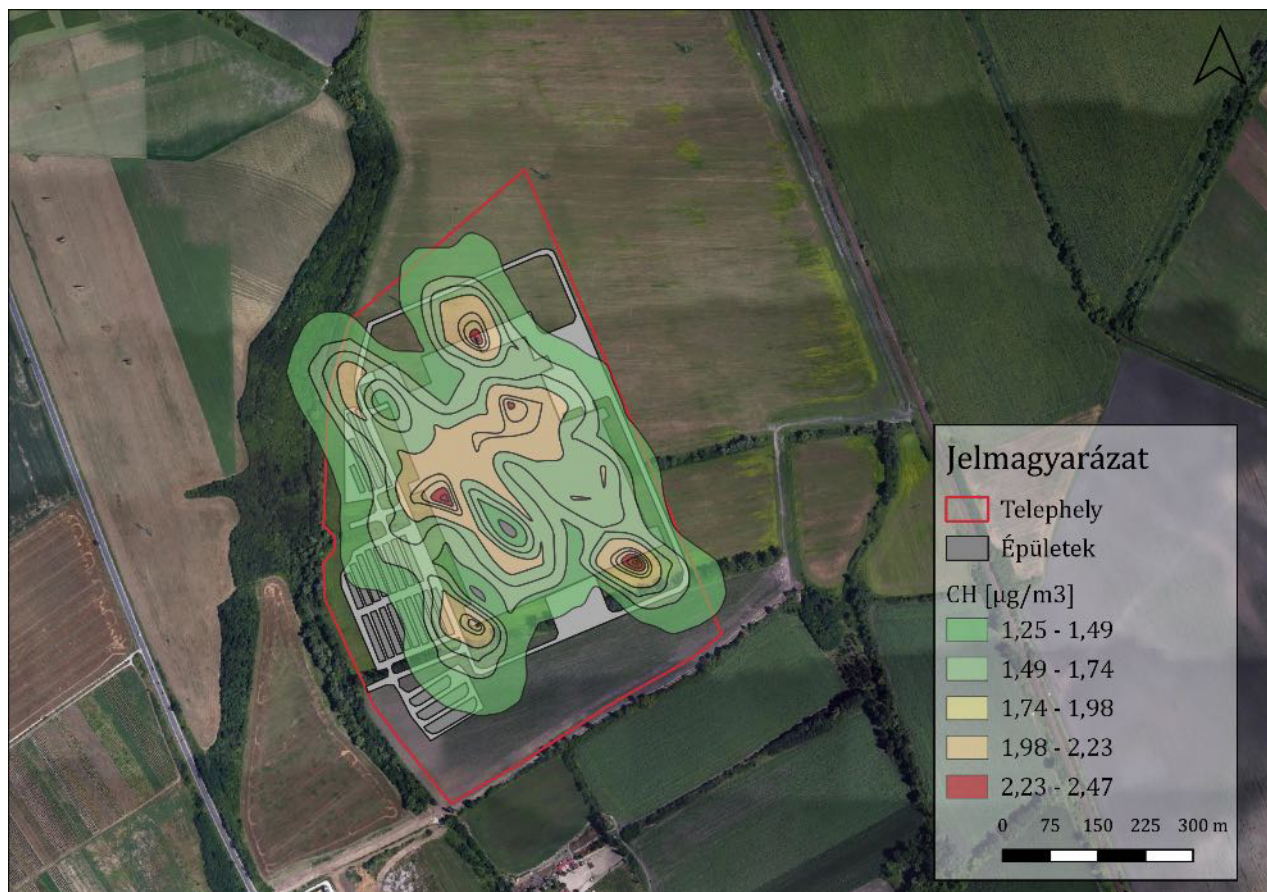 Jelmagyarázat
Telephely
Épületek
CH [µg/m3]
1,25 - 1,49
1,49 - 1,74
1,74 - 1,98
1,98 - 2,23
2,23 - 2,47
0 75 150 225 300 m